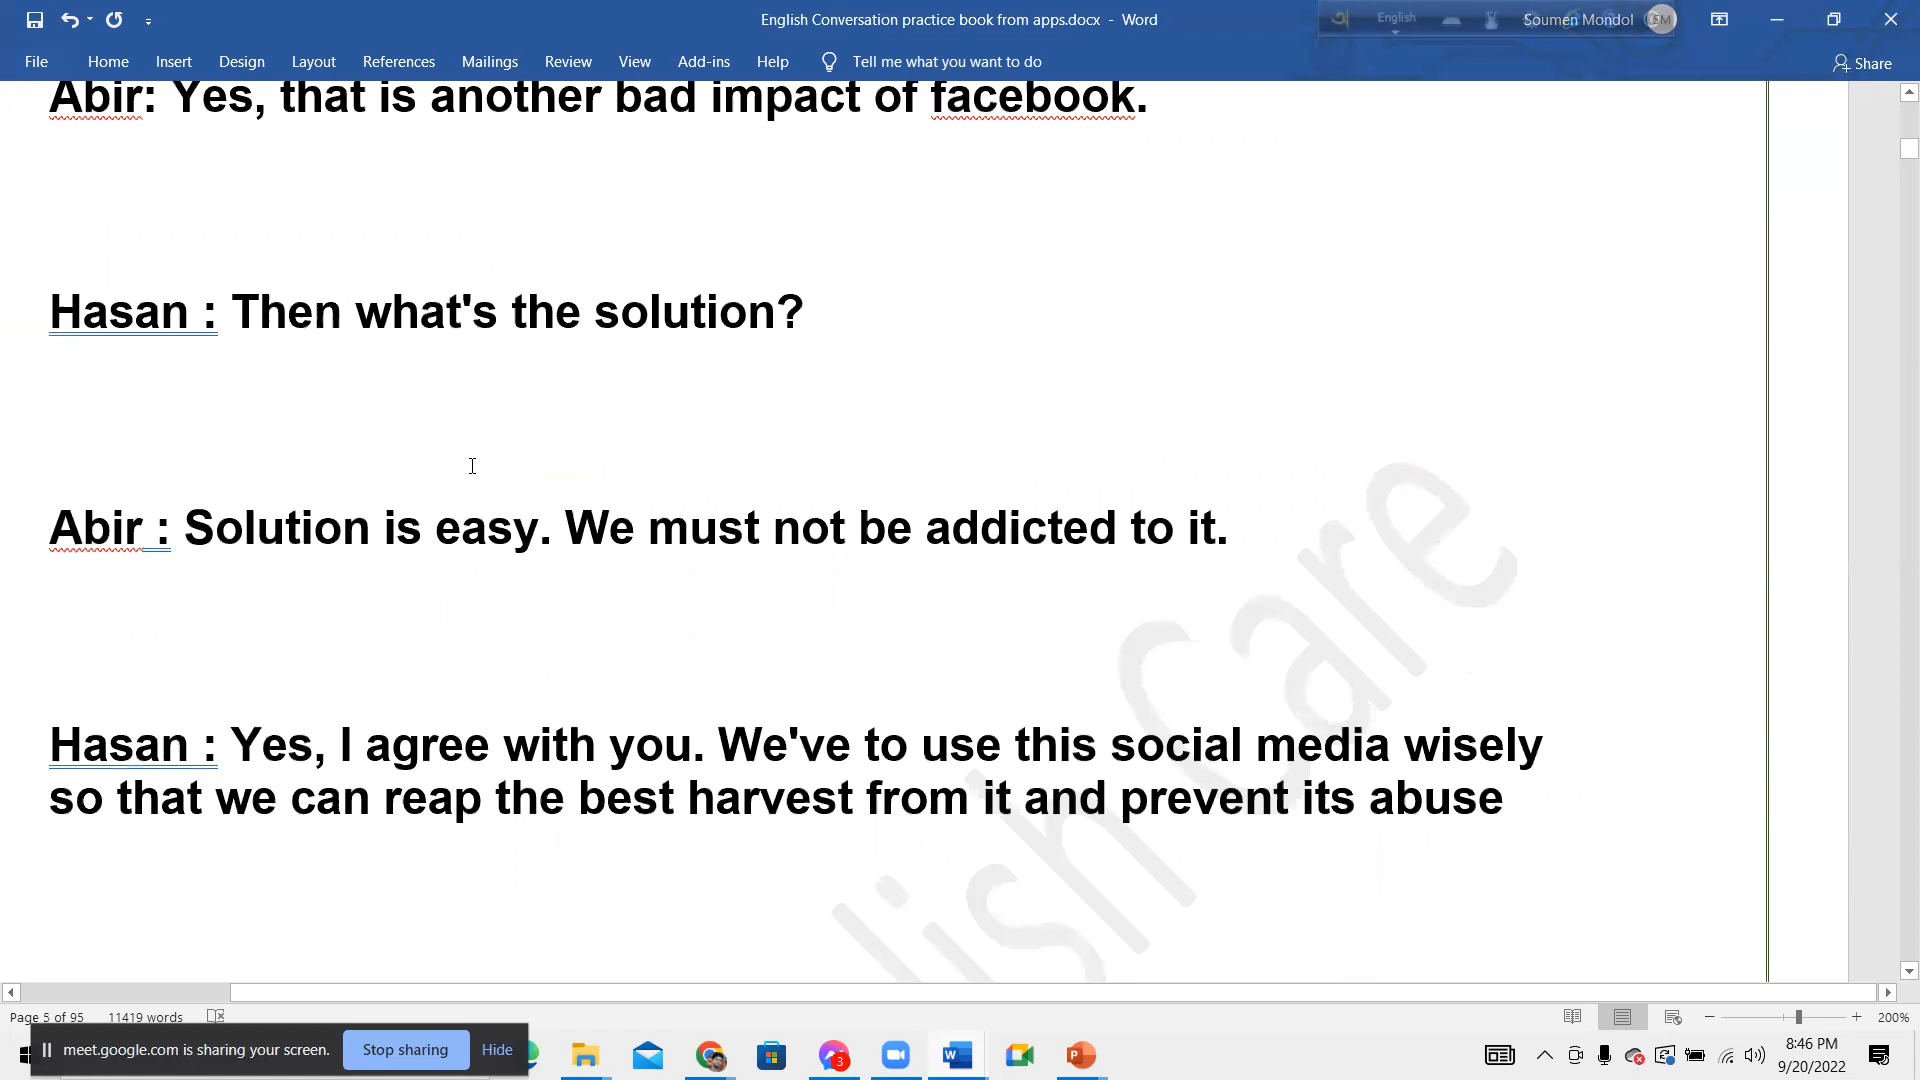 English Conversation practice book from apps.docx - Word
English
Soumen Mondol
SM
File Home Insert Design Layout References Mailings Review View Add-ins Help Tell me what you want to do
Share
Abir: Yes, that is another bad impact of facebook.
Hasan : Then what's the solution?
Abir : Solution is easy. We must not be addicted to it.
Hasan : Yes, I agree with you. We've to use this social media wisely
so that we can reap the best harvest from it and prevent its abuse
lish Care
Page 5 of 95 11419 words
200%
meet.google.com is sharing your screen. Stop sharing Hide
3
8:46 PM
9/20/2022